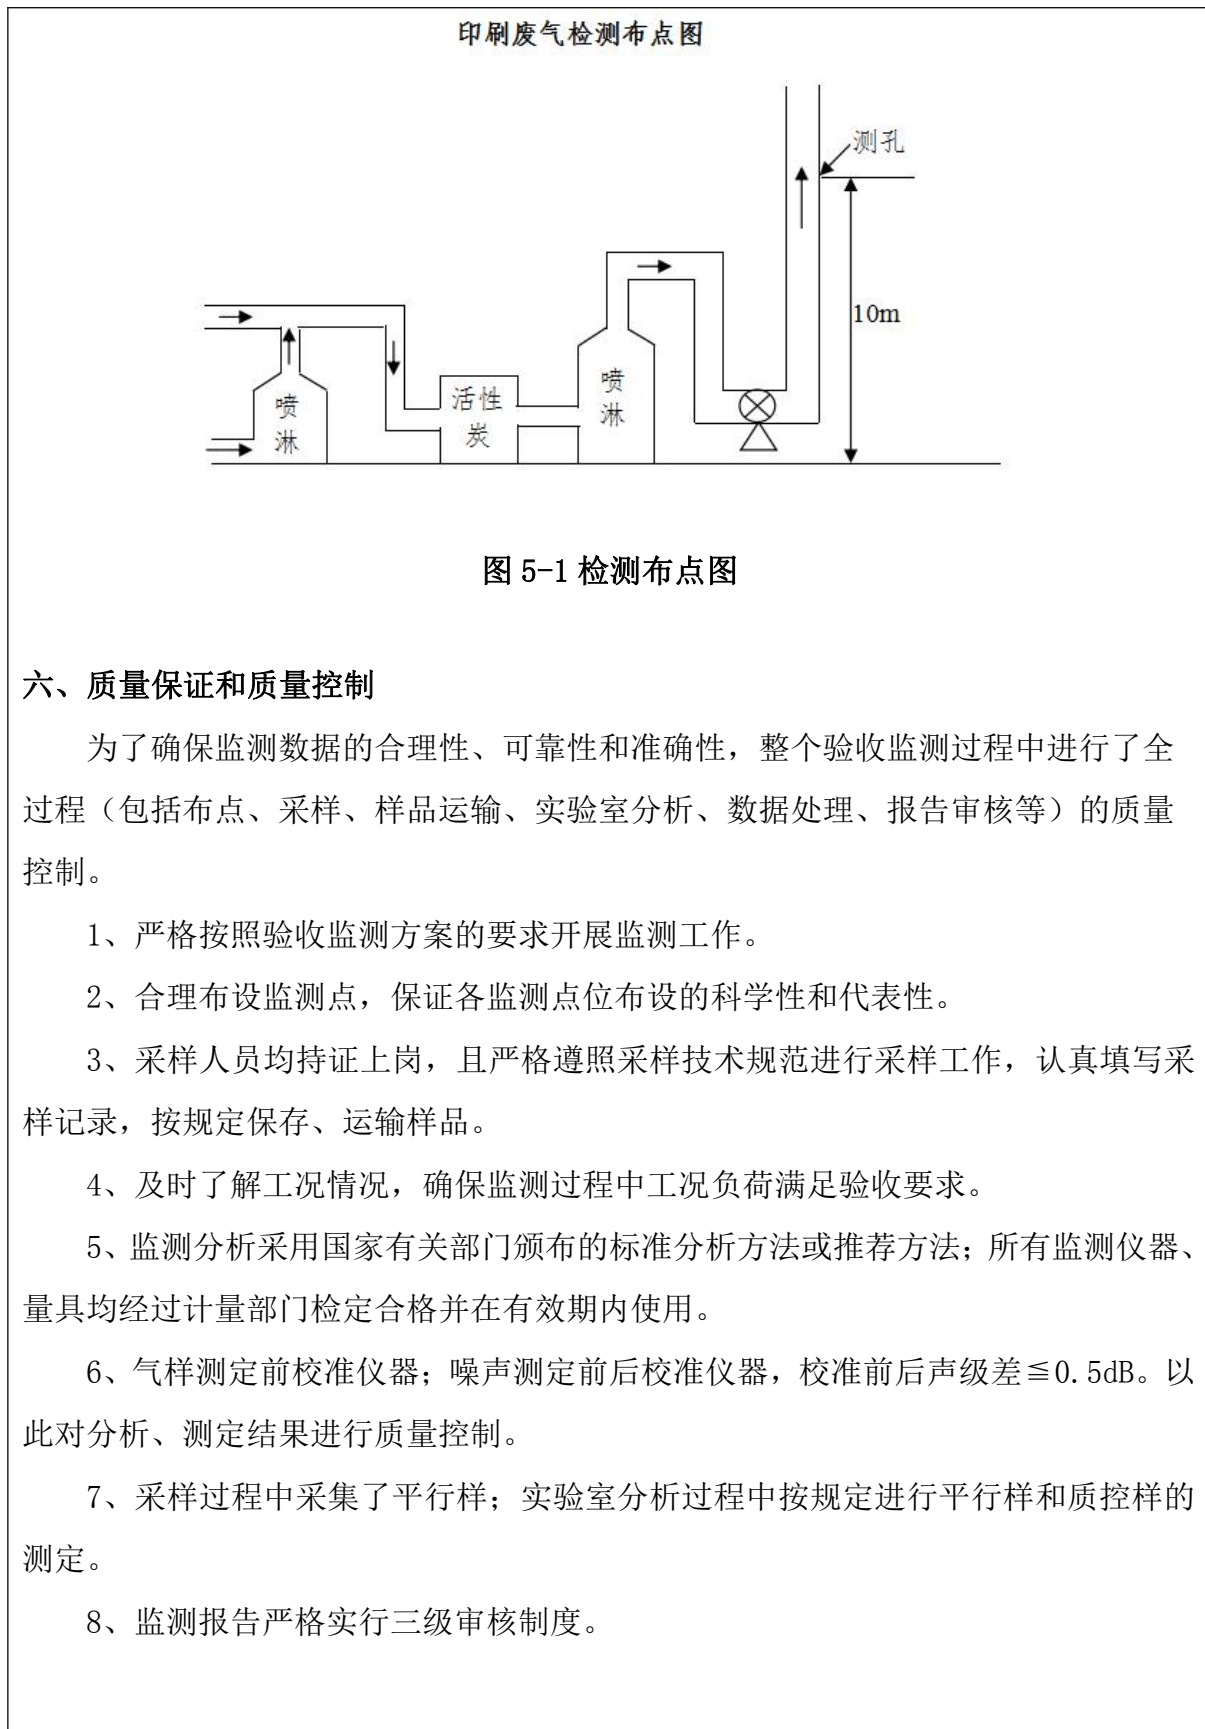 印刷废气检测布点图
测孔
10m
喷
淋
活性
炭
喷
淋
图 5-1 检测布点图
六、质量保证和质量控制
为了确保监测数据的合理性、可靠性和准确性，整个验收监测过程中进行了全
过程（包括布点、采样、样品运输、实验室分析、数据处理、报告审核等）的质量
控制。
1、严格按照验收监测方案的要求开展监测工作。
2、合理布设监测点，保证各监测点位布设的科学性和代表性。
3、采样人员均持证上岗，且严格遵照采样技术规范进行采样工作，认真填写采
样记录，按规定保存、运输样品。
4、及时了解工况情况，确保监测过程中工况负荷满足验收要求。
5、监测分析采用国家有关部门颁布的标准分析方法或推荐方法；所有监测仪器、
量具均经过计量部门检定合格并在有效期内使用。
6、气样测定前校准仪器；噪声测定前后校准仪器，校准前后声级差≦0.5dB。以
此对分析、测定结果进行质量控制。
7、采样过程中采集了平行样；实验室分析过程中按规定进行平行样和质控样的
测定。
8、监测报告严格实行三级审核制度。